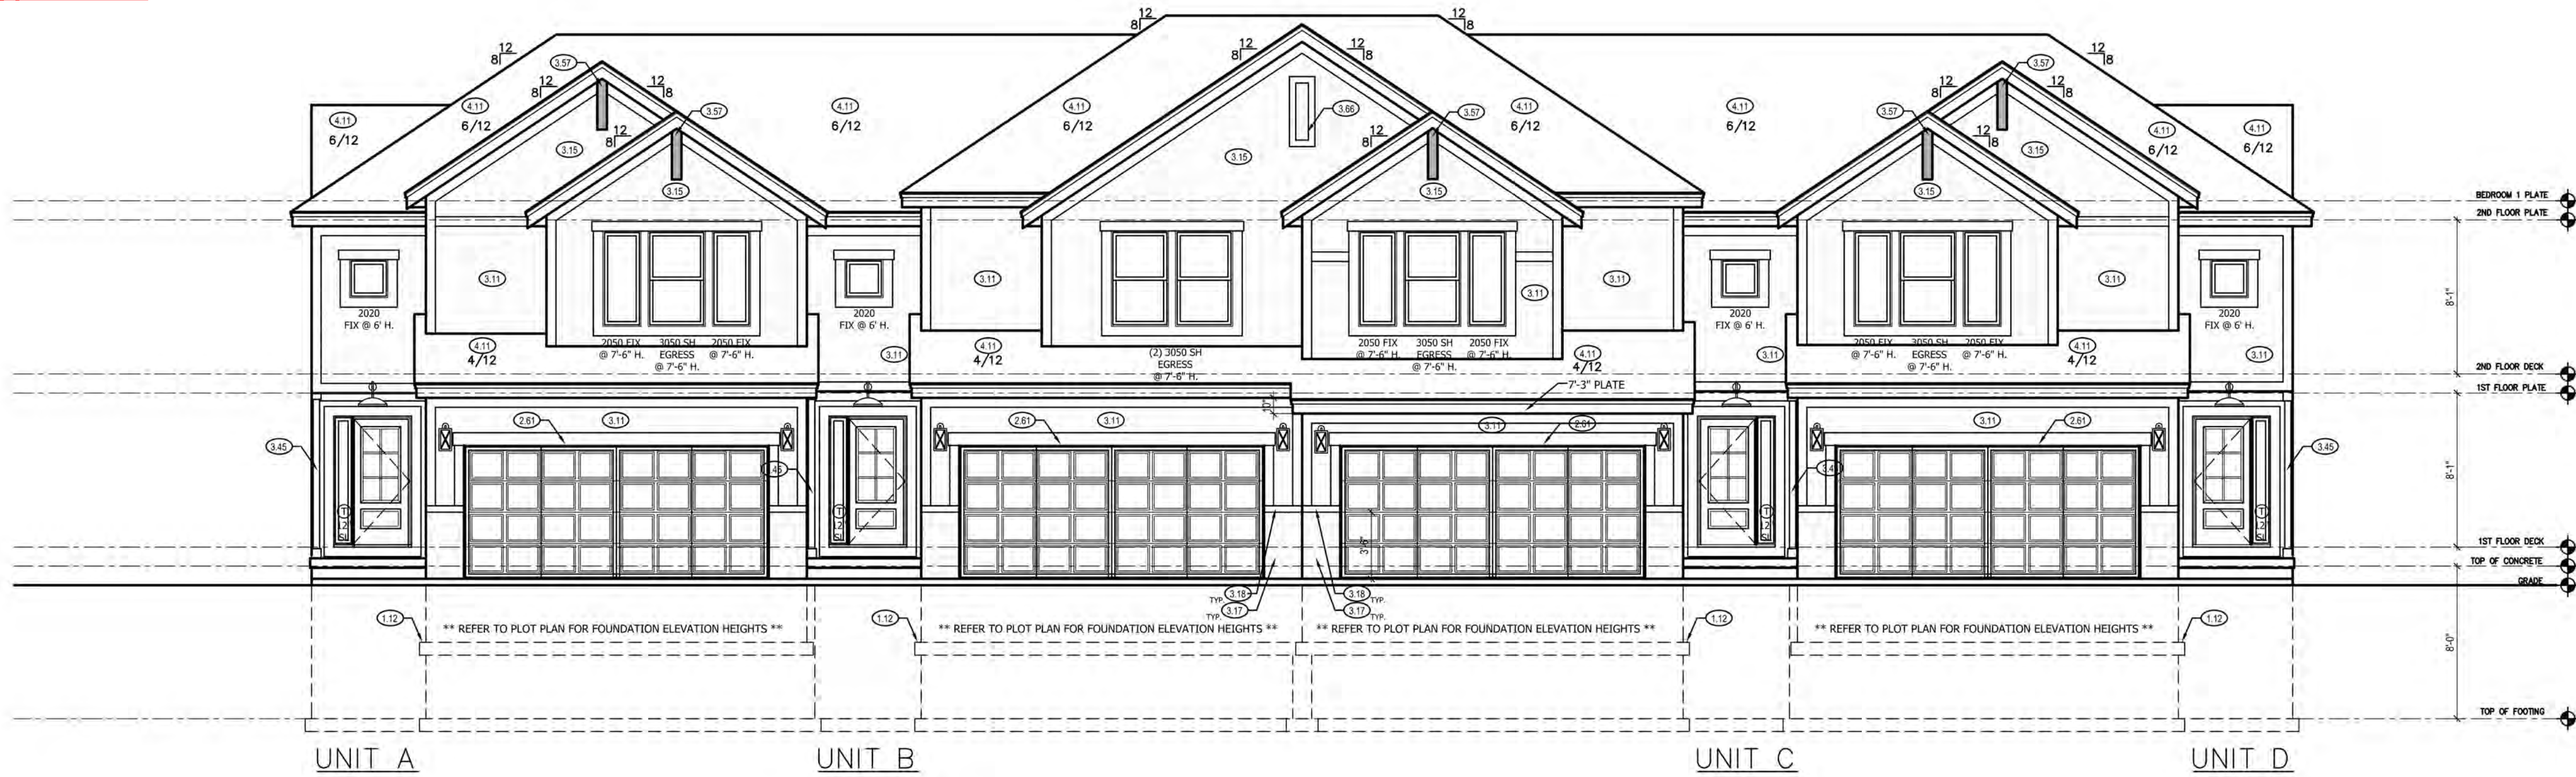 12
8
12
8
12
8
12
8
12
8
12
8
12
8
12
8
12
8
12
8
12
8
12
8
12
8
3.57
3.57
3.57
3.57
3.57
3.66
4.11
6/12
4.11
6/12
4.11
6/12
4.11
6/12
4.11
6/12
4.11
6/12
4.11
6/12
4.11
6/12
3.15
3.15
3.15
3.15
3.15
3.15
BEDROOM 1 PLATE
2ND FLOOR PLATE
3.11
3.11
3.11
3.11
3.11
2020
FIX @ 6' H.
2020
FIX @ 6' H.
2020
FIX @ 6' H.
2020
FIX @ 6' H.
8'-1"
2050 FIX
@ 7'-6" H.
3050 SH
EGRESS
@ 7'-6" H.
2050 FIX
@ 7'-6" H.
(2) 3050 SH
EGRESS
@ 7'-6" H.
2050 FIX
@ 7'-6" H.
3050 SH
EGRESS
@ 7'-6" H.
2050 FIX
@ 7'-6" H.
2050 FIX
@ 7'-6" H.
3050 SH
EGRESS
@ 7'-6" H.
2050 FIX
@ 7'-6" H.
4.11
4/12
3.11
4.11
4/12
4.11
4/12
3.11
4.11
4/12
3.11
2ND FLOOR DECK
1ST FLOOR PLATE
7'-3" PLATE
10"
2.61
3.11
2.61
3.11
3.11
2.61
3.11
2.61
3.45
3.45
8'-1"
T
12"
SL
T
12"
SL
T
12"
SL
T
12"
SL
3'-6"
1ST FLOOR DECK
TOP OF CONCRETE
GRADE
3.18
TYP.
3.17
TYP.
3.18
TYP.
3.17
TYP.
1.12
1.12
1.12
1.12
** REFER TO PLOT PLAN FOR FOUNDATION ELEVATION HEIGHTS **
** REFER TO PLOT PLAN FOR FOUNDATION ELEVATION HEIGHTS **
** REFER TO PLOT PLAN FOR FOUNDATION ELEVATION HEIGHTS **
** REFER TO PLOT PLAN FOR FOUNDATION ELEVATION HEIGHTS **
8'-0"
TOP OF FOOTING
UNIT A
UNIT B
UNIT C
UNIT D